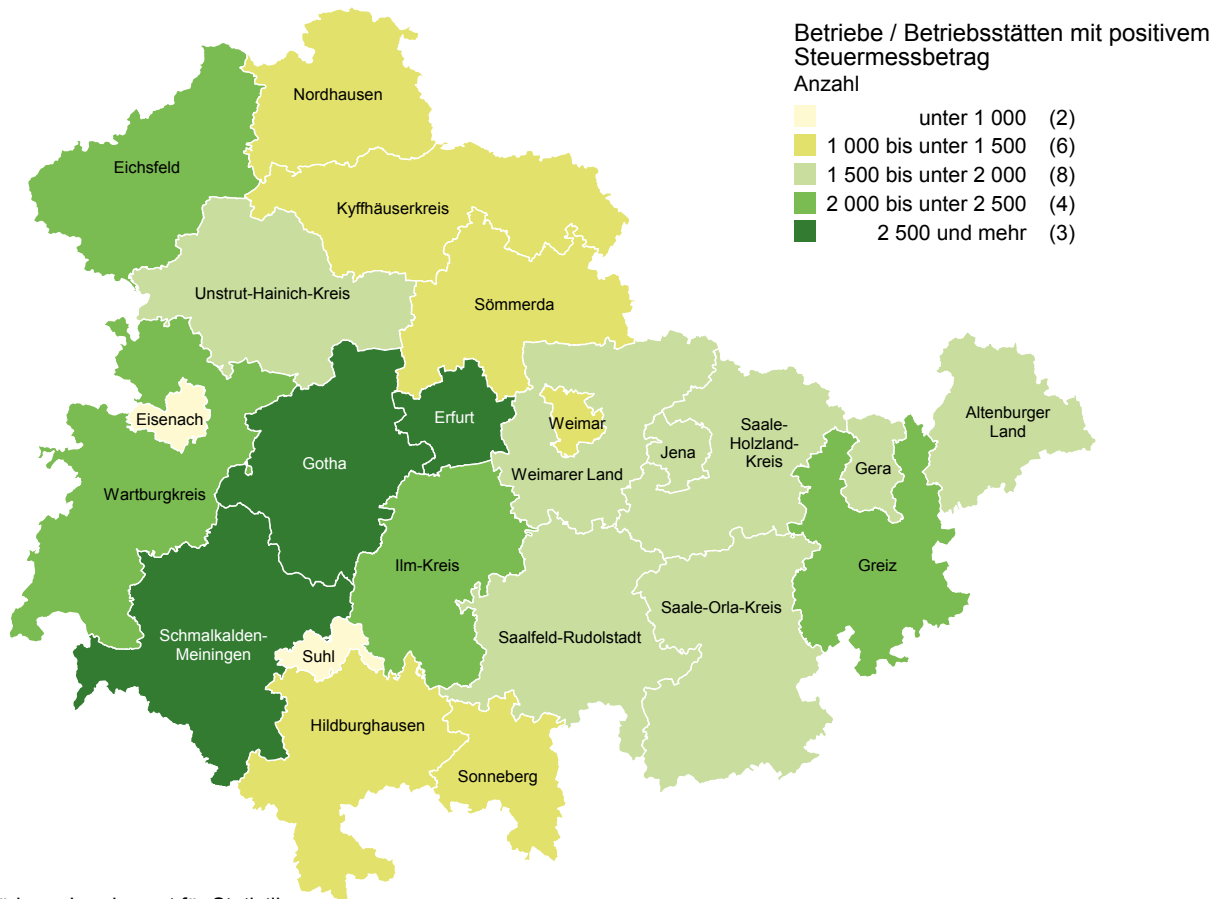 Betriebe / Betriebsstätten mit positivem
Steuermessbetrag
Anzahl
unter 1 000 (2)
1 000 bis unter 1 500 (6)
1 500 bis unter 2 000 (8)
2 000 bis unter 2 500 (4)
2 500 und mehr (3)
Nordhausen
Eichsfeld
Kyffhäuserkreis
Unstrut-Hainich-Kreis
Sömmerda
Eisenach
Erfurt
Weimar
Altenburger
Land
Saale-
Holzland-
Kreis
Jena
Gotha
Gera
Weimarer Land
Wartburgkreis
Ilm-Kreis
Greiz
Saale-Orla-Kreis
Schmalkalden-
Meiningen
Saalfeld-Rudolstadt
Suhl
Hildburghausen
Sonneberg